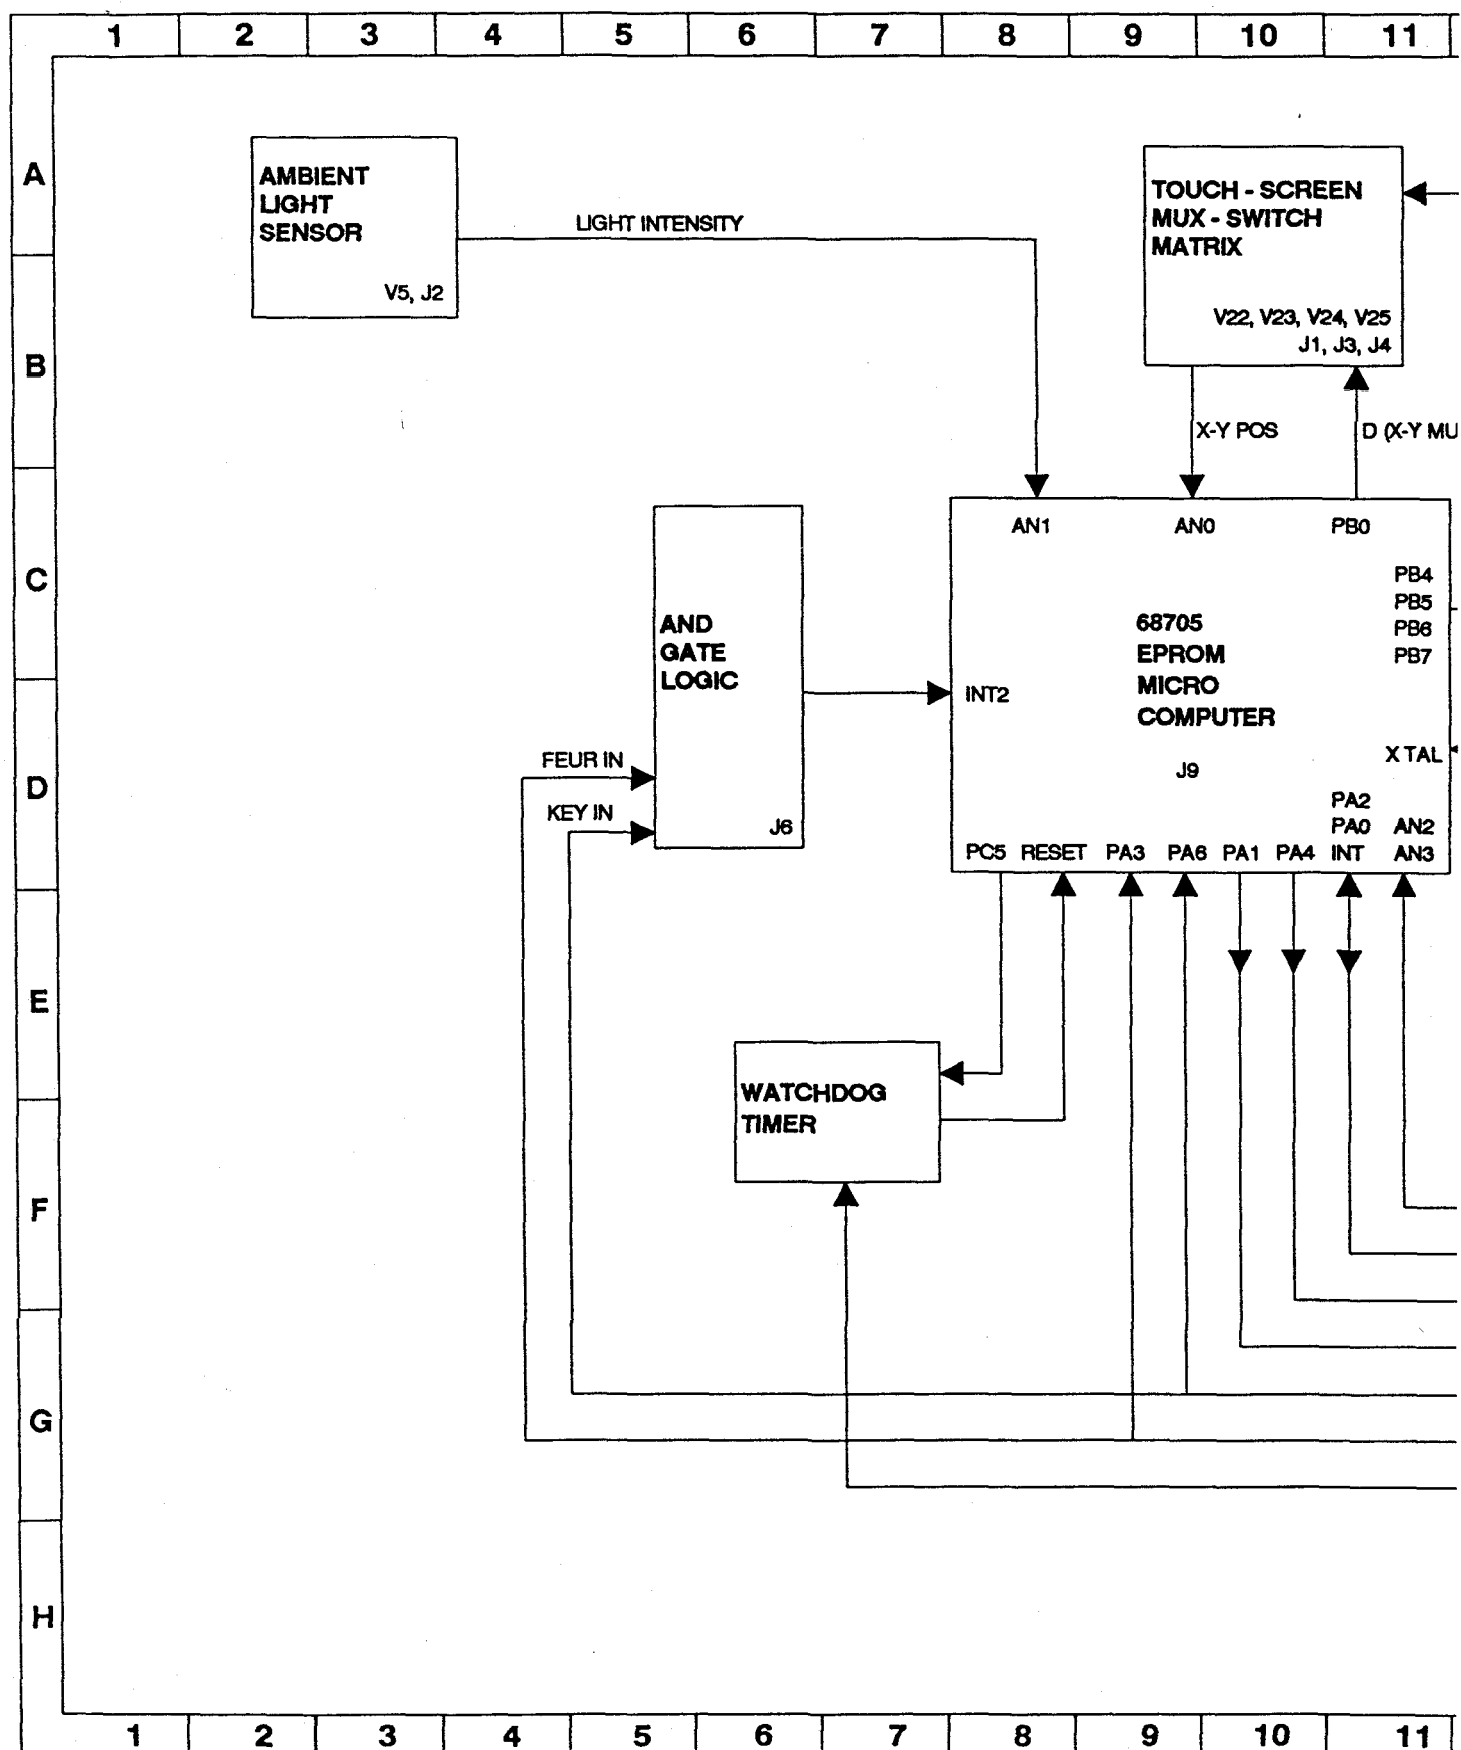 1 2 3 4 5 6 7 8 9 10 11
A
B
C
D
E
F
G
H
AMBIENT
LIGHT
SENSOR
V5, J2
LIGHT INTENSITY
TOUCH - SCREEN
MUX - SWITCH
MATRIX
V22, V23, V24, V25
J1, J3, J4
X-Y POS
D (X-Y MU
AND
GATE
LOGIC
J6
FEUR IN
KEY IN
AN1 AN0 PB0
PB4
PB5
PB6
PB7
INT2
68705
EPROM
MICRO
COMPUTER
J9
X TAL
PA2
PA0 AN2
PC5 RESET PA3 PA6 PA1 PA4 INT AN3
WATCHDOG
TIMER
1 2 3 4 5 6 7 8 9 10 11